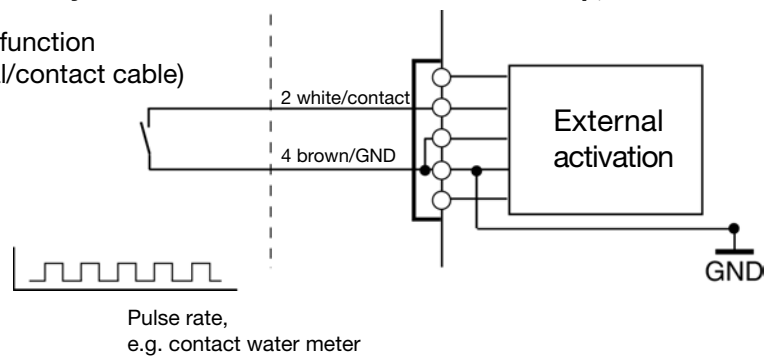 function
l/contact cable)
2 white/contact
4 brown/GND
External
activation
GND
Pulse rate,
e.g. contact water meter